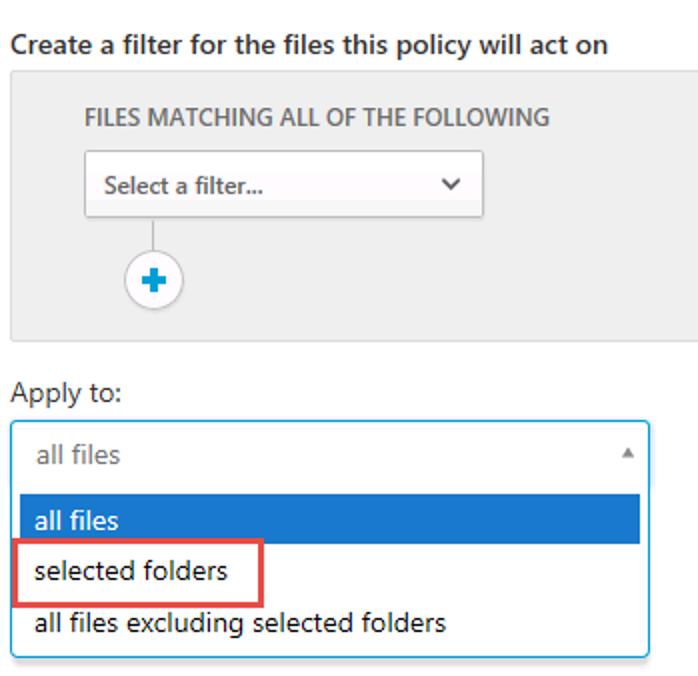 Create a filter for the files this policy will act on
FILES MATCHING ALL OF THE FOLLOWING
Select a filter...
Apply to:
all files
all files
selected folders
all files excluding selected folders